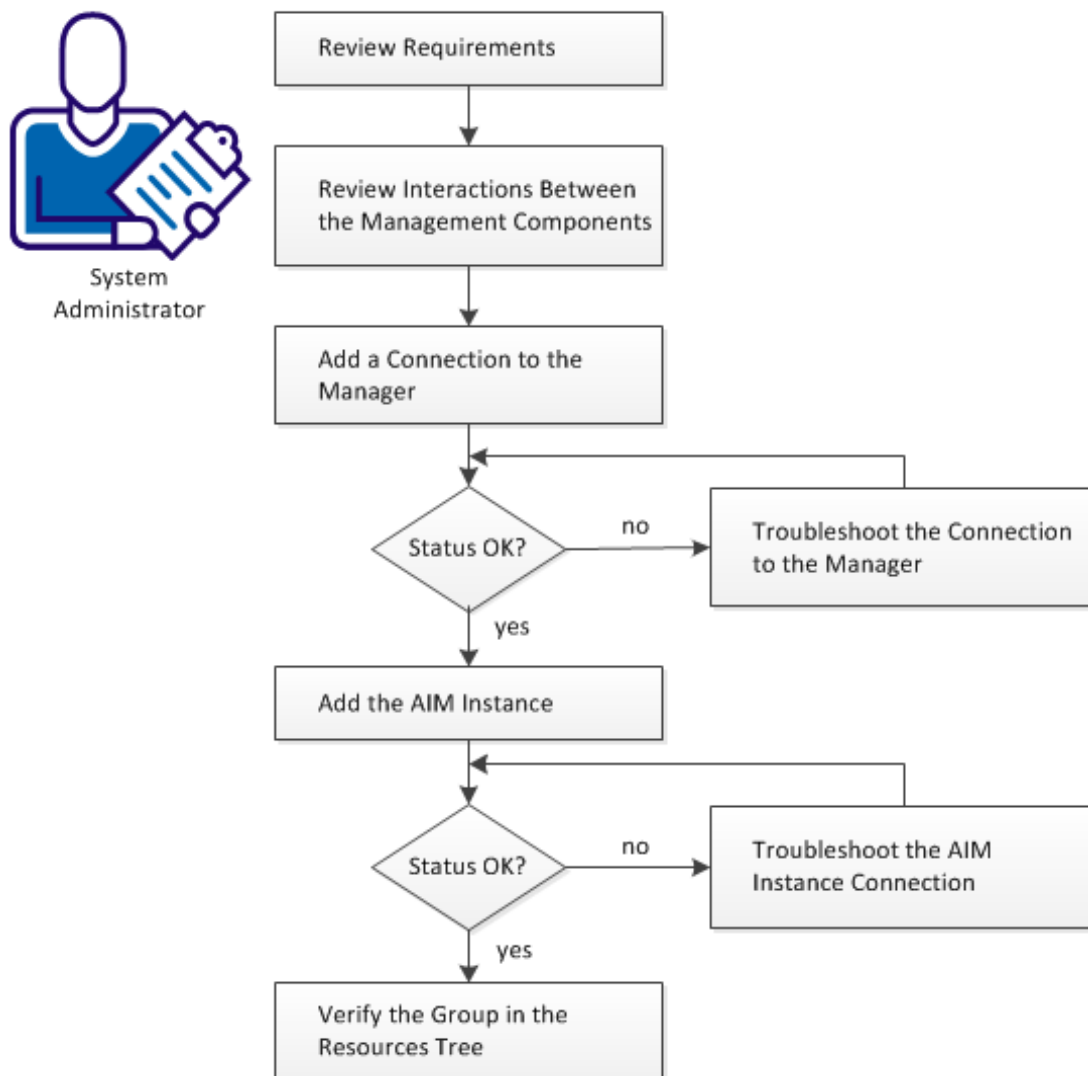 Review Requirements
Review Interactions Between
the Management Components
System
Administrator
Add a Connection to the
Manager
Status OK?
no
Troubleshoot the Connection
to the Manager
yes
Add the AIM Instance
Status OK?
no
Troubleshoot the AIM
Instance Connection
yes
Verify the Group in the
Resources Tree